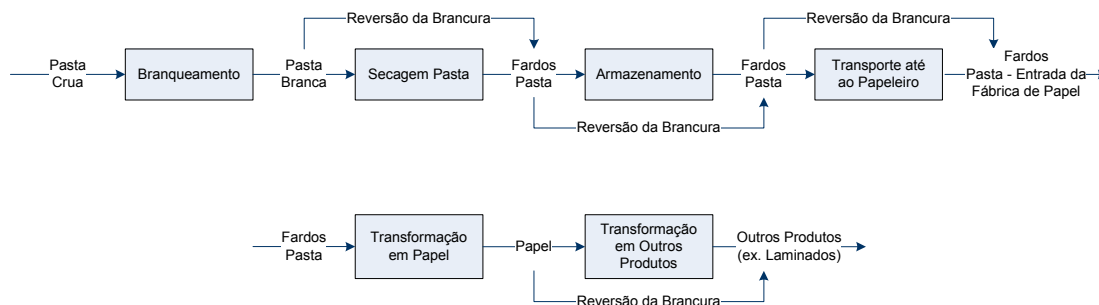 Reversão da Brancura
Reversão da Brancura
Pasta
Crua
Branqueamento
Pasta
Branca
Secagem Pasta
Fardos
Pasta
Armazenamento
Fardos
Pasta
Transporte até
ao Papeleiro
Fardos
Pasta - Entrada da
Fábrica de Papel
Reversão da Brancura
Fardos
Pasta
Transformação
em Papel
Papel
Transformação
em Outros
Produtos
Outros Produtos
(ex. Laminados)
Reversão da Brancura